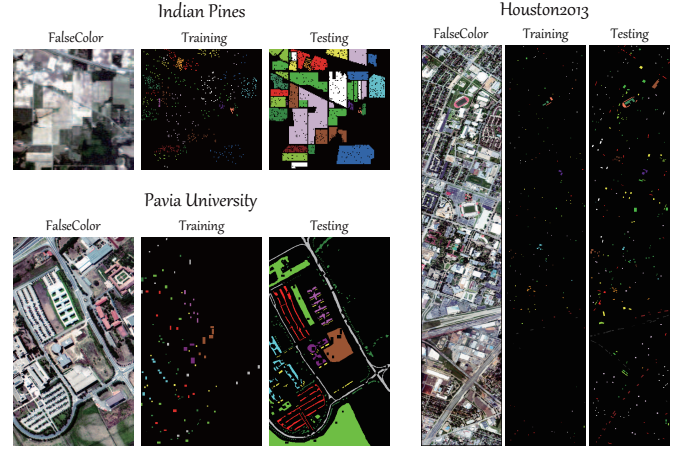 Indian Pines
FalseColor Training Testing
Pavia University
FalseColor Training Testing
Houston2013
FalseColor Training Testing